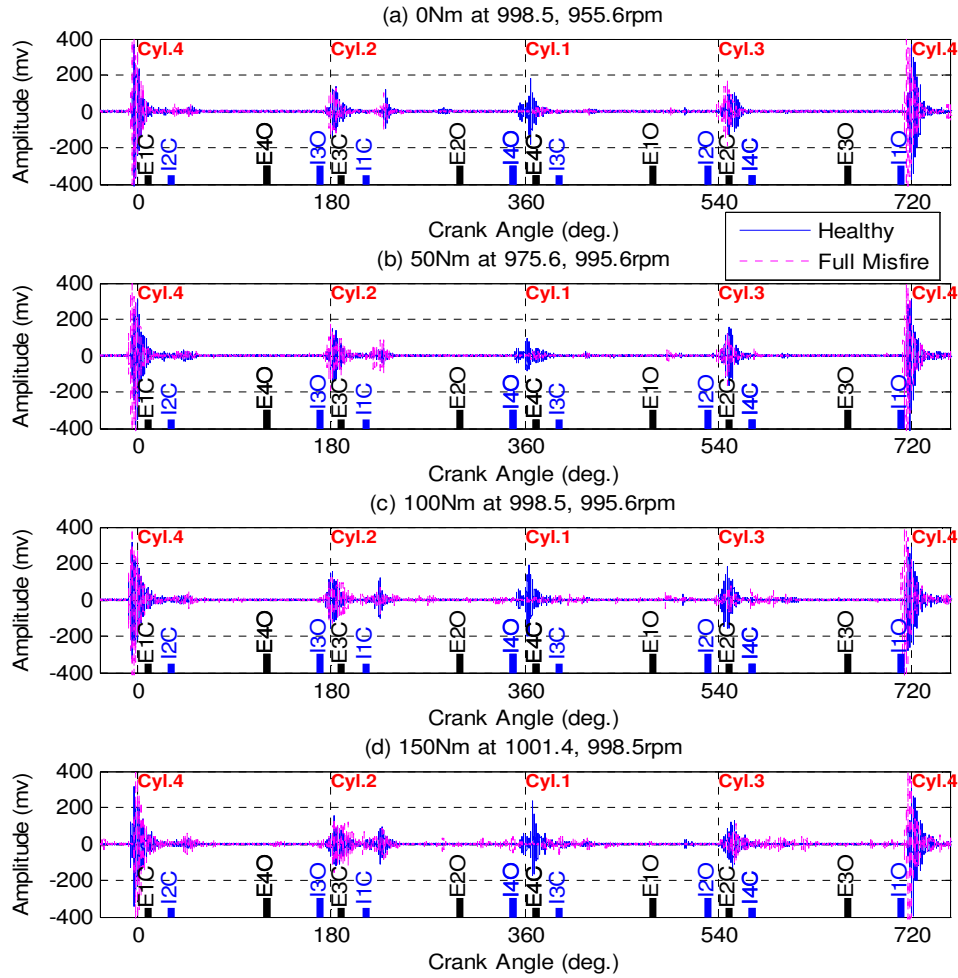 (a) 0Nm at 998.5, 955.6rpm
Amplitude (mv)
400
200
0
-200
-400
Cyl.4 Cyl.2 Cyl.1 Cyl.3 Cyl.4
E1C I2C E4O I3O E3C I1C E2O I4O E4C I3C E1O I2O E2C I4C E3O I1O
0 180 360 540 720
Crank Angle (deg.)
Healthy
Full Misfire
(b) 50Nm at 975.6, 995.6rpm
Amplitude (mv)
400
200
0
-200
-400
Cyl.4 Cyl.2 Cyl.1 Cyl.3 Cyl.4
E1C I2C E4O I3O E3C I1C E2O I4O E4C I3C E1O I2O E2C I4C E3O I1O
0 180 360 540 720
Crank Angle (deg.)
(c) 100Nm at 998.5, 995.6rpm
Amplitude (mv)
400
200
0
-200
-400
Cyl.4 Cyl.2 Cyl.1 Cyl.3 Cyl.4
E1C I2C E4O I3O E3C I1C E2O I4O E4C I3C E1O I2O E2C I4C E3O I1O
0 180 360 540 720
Crank Angle (deg.)
(d) 150Nm at 1001.4, 998.5rpm
Amplitude (mv)
400
200
0
-200
-400
Cyl.4 Cyl.2 Cyl.1 Cyl.3 Cyl.4
E1C I2C E4O I3O E3C I1C E2O I4O E4C I3C E1O I2O E2C I4C E3O I1O
0 180 360 540 720
Crank Angle (deg.)